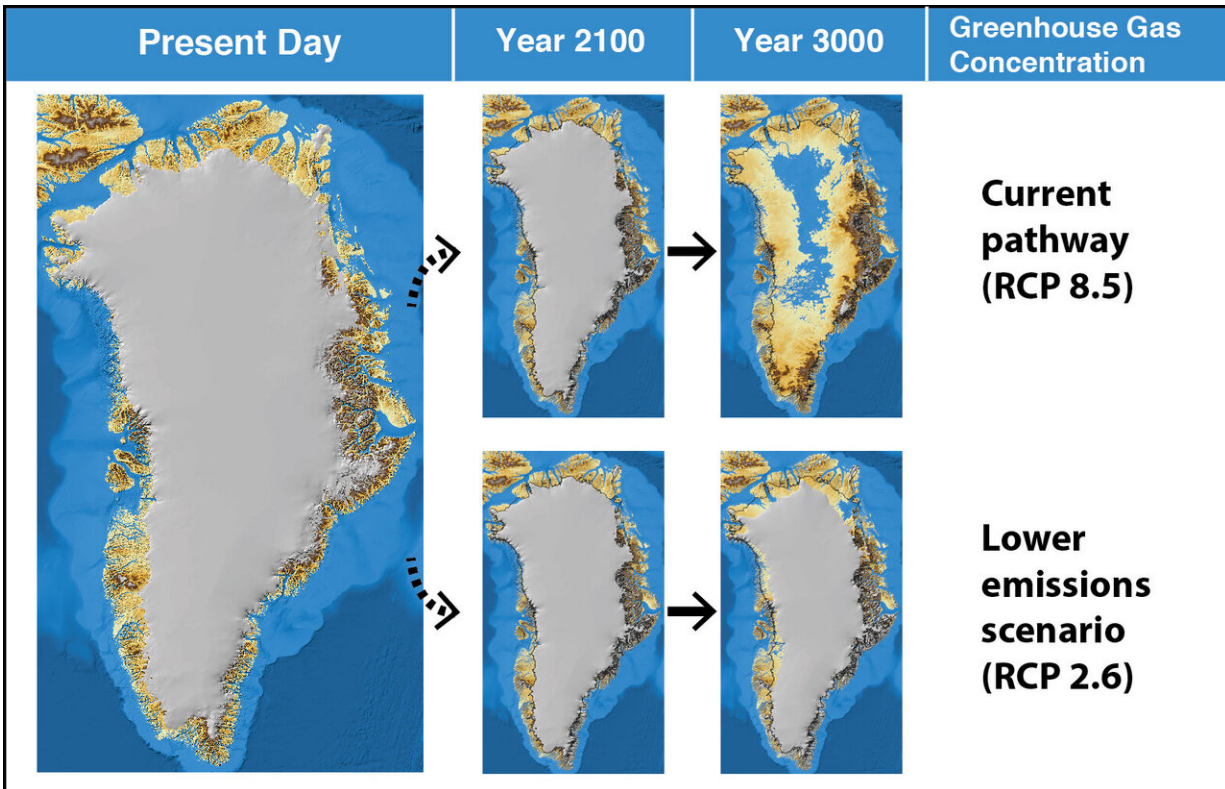 Present Day
Year 2100
Year 3000
Greenhouse Gas
Concentration
Current
pathway
(RCP 8.5)
Lower
emissions
scenario
(RCP 2.6)